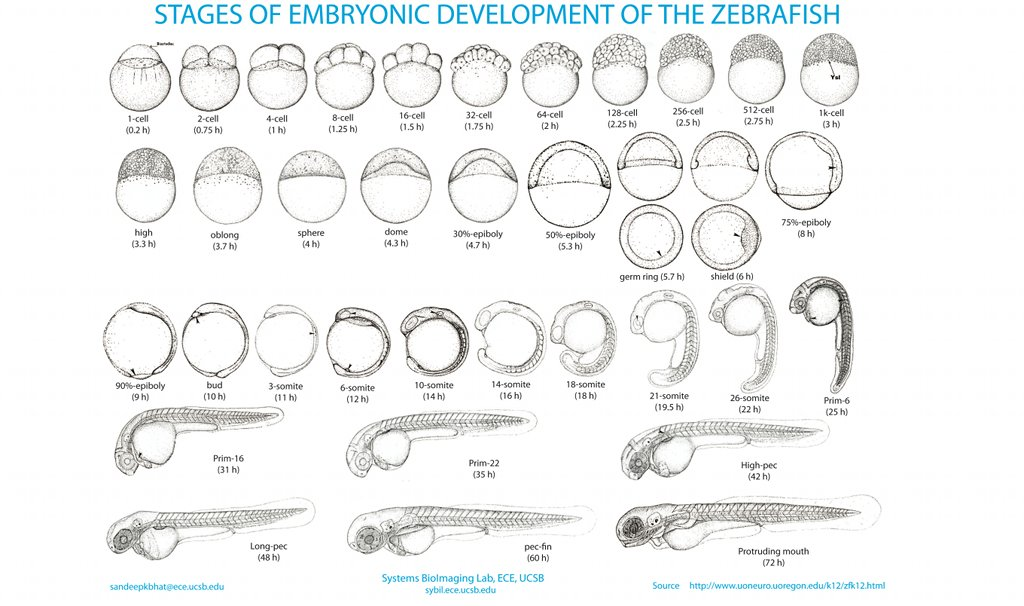 STAGES OF EMBRYONIC DEVELOPMENT OF THE ZEBRAFISH
1-cell
(0.2 h)
2-cell
(0.75 h)
4-cell
(1 h)
8-cell
(1.25 h)
16-cell
(1.5 h)
32-cell
(1.75 h)
64-cell
(2 h)
128-cell
(2.25 h)
256-cell
(2.5 h)
512-cell
(2.75 h)
Ysl
1k-cell
(3 h)
high
(3.3 h)
oblong
(3.7 h)
sphere
(4 h)
dome
(4.3 h)
30%-epiboly
(4.7 h)
50%-epiboly
(5.3 h)
germ ring (5.7 h)
shield (6 h)
75%-epiboly
(8 h)
90%-epiboly
(9 h)
bud
(10 h)
3-somite
(11 h)
6-somite
(12 h)
10-somite
(14 h)
14-somite
(16 h)
18-somite
(18 h)
21-somite
(19.5 h)
26-somite
(22 h)
Prim-6
(25 h)
Prim-16
(31 h)
Prim-22
(35 h)
High-pec
(42 h)
Long-pec
(48 h)
pec-fin
(60 h)
Protruding mouth
(72 h)
sandeepkbhat@ece.ucsb.edu
Systems BioImaging Lab, ECE, UCSB
sybil.ece.ucsb.edu
Source http://www.uoneuro.uoregon.edu/k12/zfk12.html